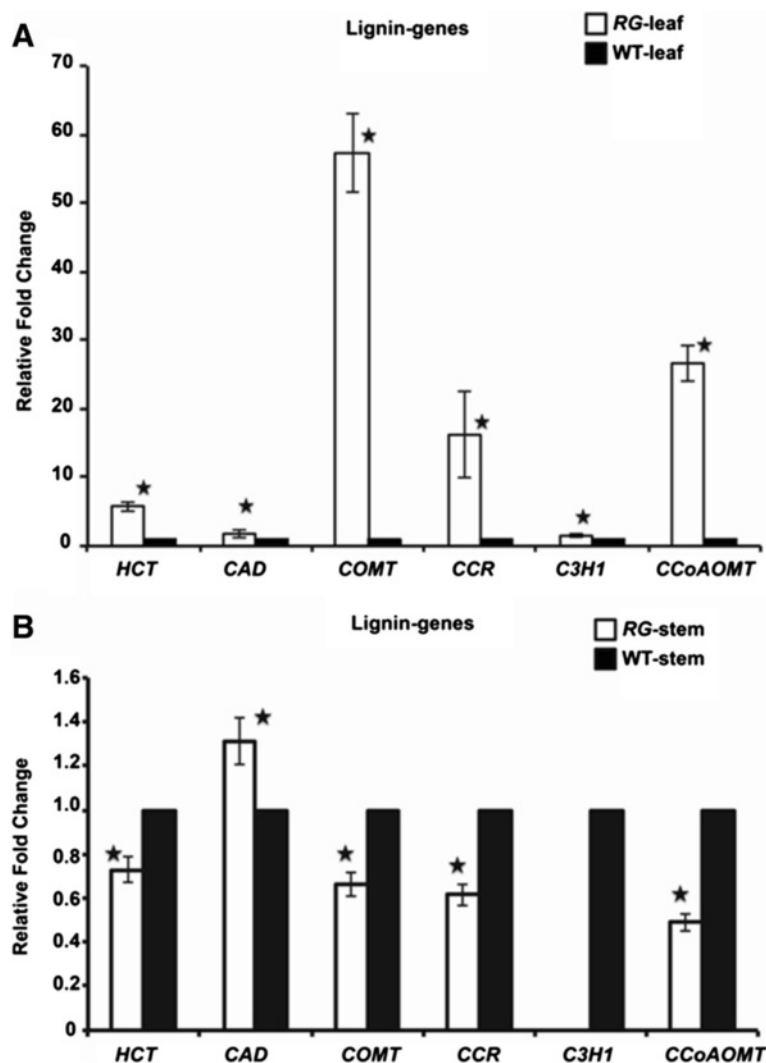 A
Lignin-genes
RG-leaf
WT-leaf
Relative Fold Change
70
60
50
40
30
20
10
0
HCT CAD COMT CCR C3H1 CCoAOMT
B
Lignin-genes
RG-stem
WT-stem
Relative Fold Change
1.6
1.4
1.2
1.0
0.8
0.6
0.4
0.2
0
HCT CAD COMT CCR C3H1 CCoAOMT